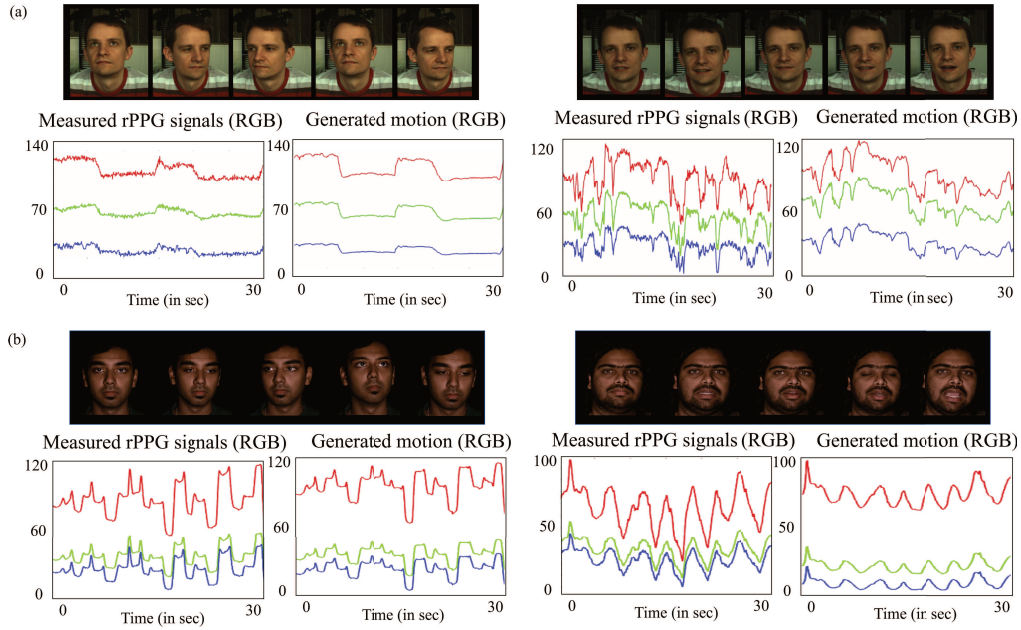 (a)
Measured rPPG signals (RGB)
Generated motion (RGB)
Measured rPPG signals (RGB)
Generated motion (RGB)
140
70
0
0
30
Time (in sec)
140
70
0
0
30
Time (in sec)
120
60
0
0
30
Time (in sec)
120
60
0
0
30
Time (in sec)
(b)
Measured rPPG signals (RGB)
Generated motion (RGB)
Measured rPPG signals (RGB)
Generated motion (RGB)
120
60
0
0
30
Time (in sec)
120
60
0
0
30
Time (in sec)
100
50
0
0
30
Time (in sec)
100
50
0
0
30
Time (in sec)